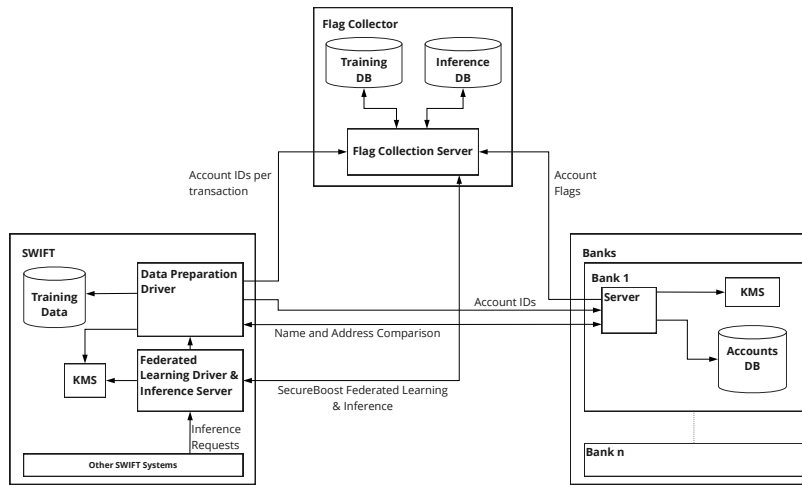 Flag Collector
Training
DB
Inference
DB
Flag Collection Server
Account IDs per
transaction
Account
Flags
SWIFT
Data Preparation
Driver
Training
Data
KMS
Federated
Learning Driver &
Inference Server
Inference
Requests
Other SWIFT Systems
Account IDs
Name and Address Comparison
SecureBoost Federated Learning
& Inference
Banks
Bank 1
Server
KMS
Accounts
DB
Bank n